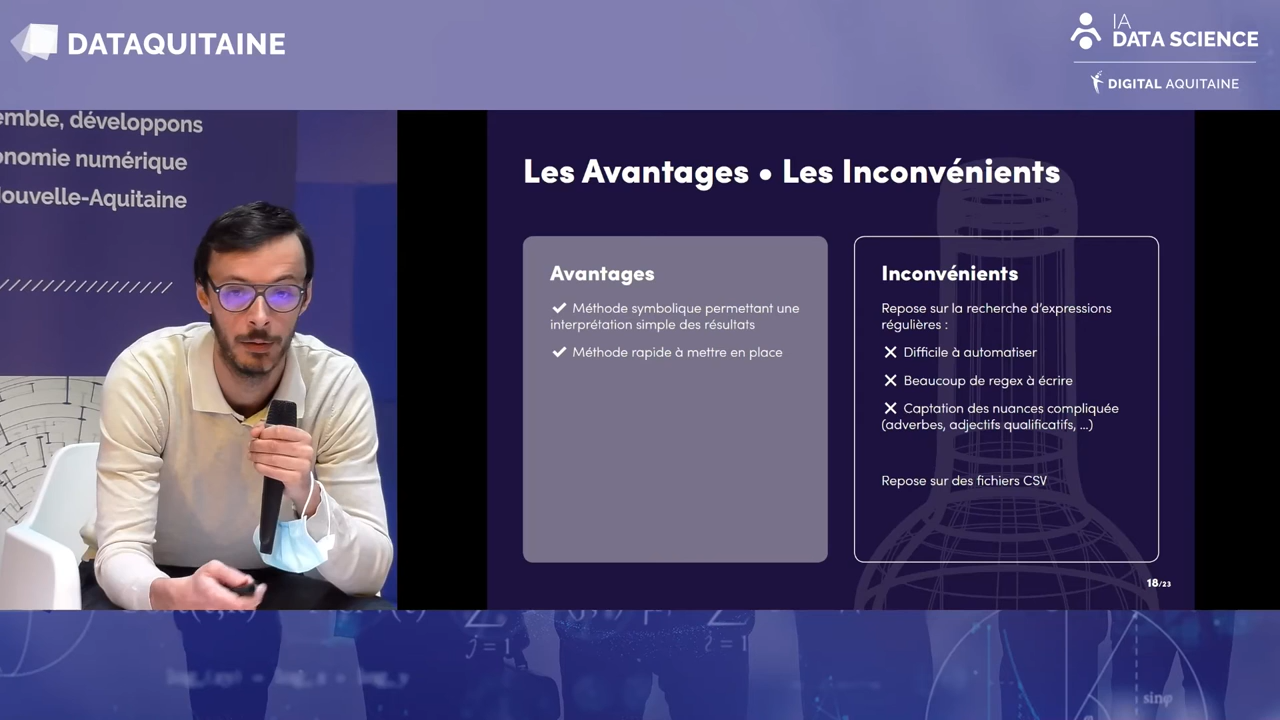 DATAQUITAINE
IA
DATA SCIENCE
DIGITAL AQUITAINE
emble, développons
onomie numérique
Nouvelle-Aquitaine
Les Avantages • Les Inconvénients
Avantages
✔ Méthode symbolique permettant une
interprétation simple des résultats
✔ Méthode rapide à mettre en place
Inconvénients
Repose sur la recherche d'expressions
régulières :
✕ Difficile à automatiser
✕ Beaucoup de regex à écrire
✕ Captation des nuances compliquée
(adverbes, adjectifs qualificatifs, ...)
Repose sur des fichiers CSV
18/23
j = 1
i = 1
sinφ